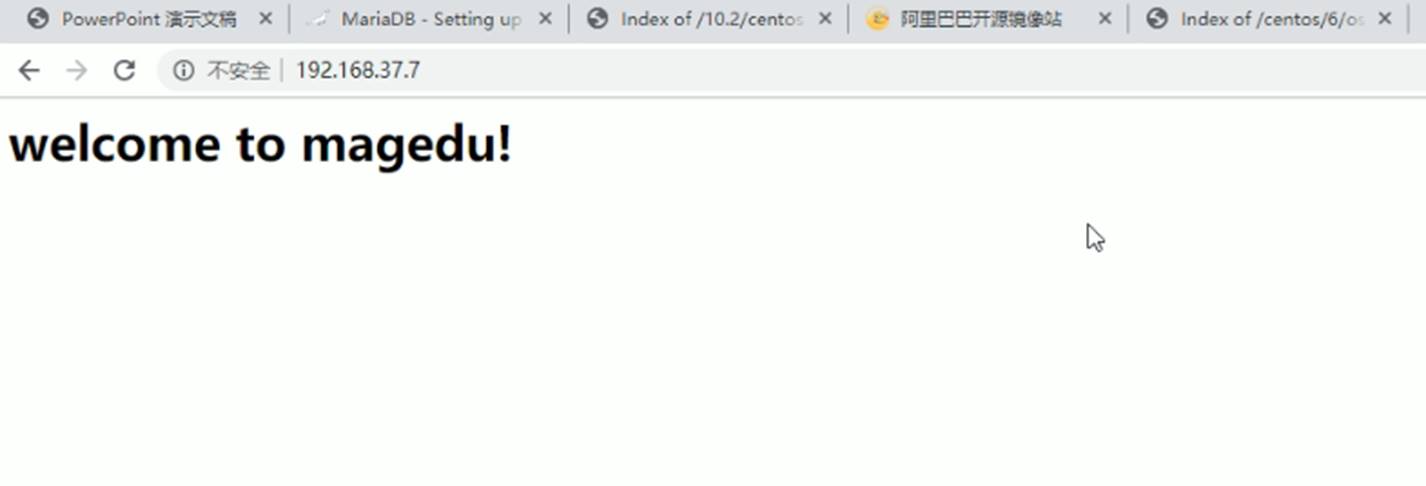 PowerPoint 演示文稿
MariaDB - Setting up
Index of /10.2/centos
阿里巴巴开源镜像站
Index of /centos/6/os
不安全
192.168.37.7
welcome to magedu!